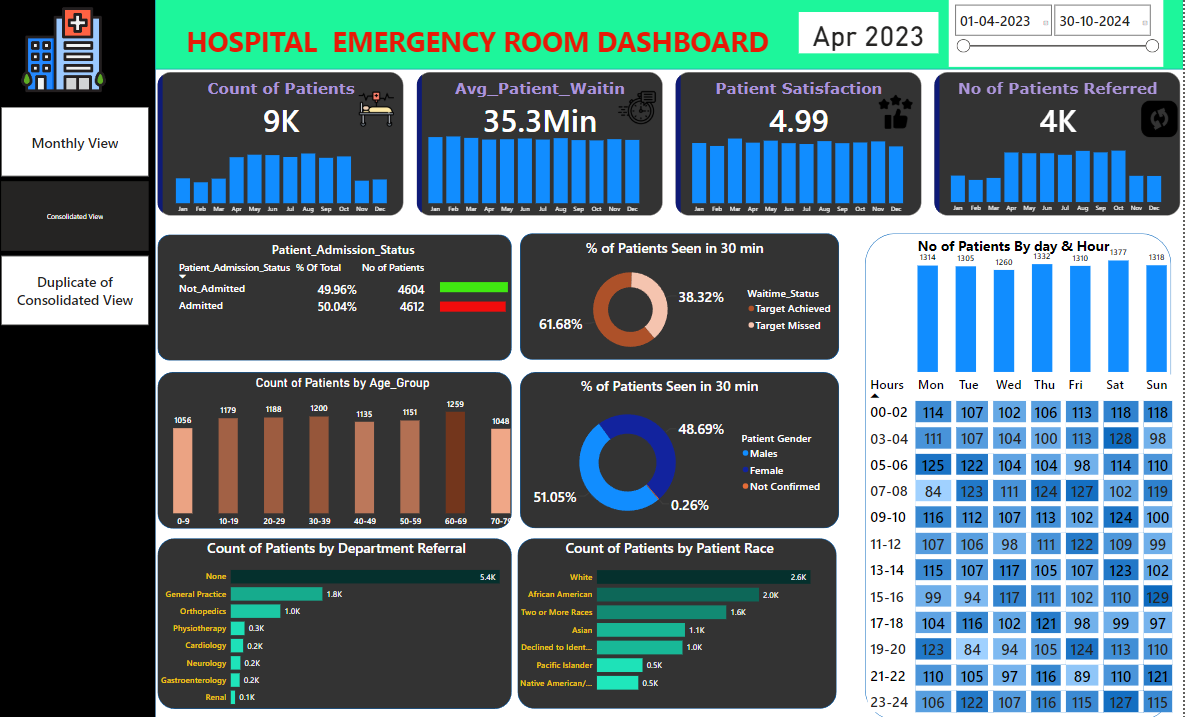 HOSPITAL EMERGENCY ROOM DASHBOARD
Apr 2023
01-04-2023 30-10-2024
Monthly View
Consolidated View
Duplicate of
Consolidated View
Count of Patients
9K
Jan Feb Mar Apr May Jun Jul Aug Sep Oct Nov Dec
Avg_Patient_Waitin
35.3Min
Jan Feb Mar Apr May Jun Jul Aug Sep Oct Nov Dec
Patient Satisfaction
4.99
Jan Feb Mar Apr May Jun Jul Aug Sep Oct Nov Dec
No of Patients Referred
4K
Jan Feb Mar Apr May Jun Jul Aug Sep Oct Nov Dec
Patient_Admission_Status
Patient_Admission_Status % Of Total No of Patients
Not_Admitted 49.96% 4604
Admitted 50.04% 4612
% of Patients Seen in 30 min
38.32%
61.68%
Waitime_Status
Target Achieved
Target Missed
Count of Patients by Age_Group
1056 1179 1188 1200 1135 1151 1259 1048
0-9 10-19 20-29 30-39 40-49 50-59 60-69 70-79
% of Patients Seen in 30 min
48.69%
51.05%
0.26%
Patient Gender
Males
Female
Not Confirmed
Count of Patients by Department Referral
None 5.4K
General Practice 1.8K
Orthopedics 1.0K
Physiotherapy 0.3K
Cardiology 0.2K
Neurology 0.2K
Gastroenterology 0.2K
Renal 0.1K
Count of Patients by Patient Race
White 2.6K
African American 2.0K
Two or More Races 1.6K
Asian 1.1K
Declined to Ident... 1.0K
Pacific Islander 0.5K
Native American/... 0.5K
No of Patients By day & Hour
1314 1305 1260 1332 1310 1377 1318
Hours Mon Tue Wed Thu Fri Sat Sun
00-02 114 107 102 106 113 118 118
03-04 111 107 104 100 113 128 98
05-06 125 122 104 104 98 114 110
07-08 84 123 111 124 127 102 119
09-10 116 112 107 113 102 124 100
11-12 107 106 98 111 122 109 99
13-14 115 107 117 105 107 123 102
15-16 99 94 117 111 102 110 129
17-18 104 116 102 121 98 99 97
19-20 123 84 94 105 124 113 110
21-22 110 105 97 116 89 110 121
23-24 106 122 107 116 115 127 115